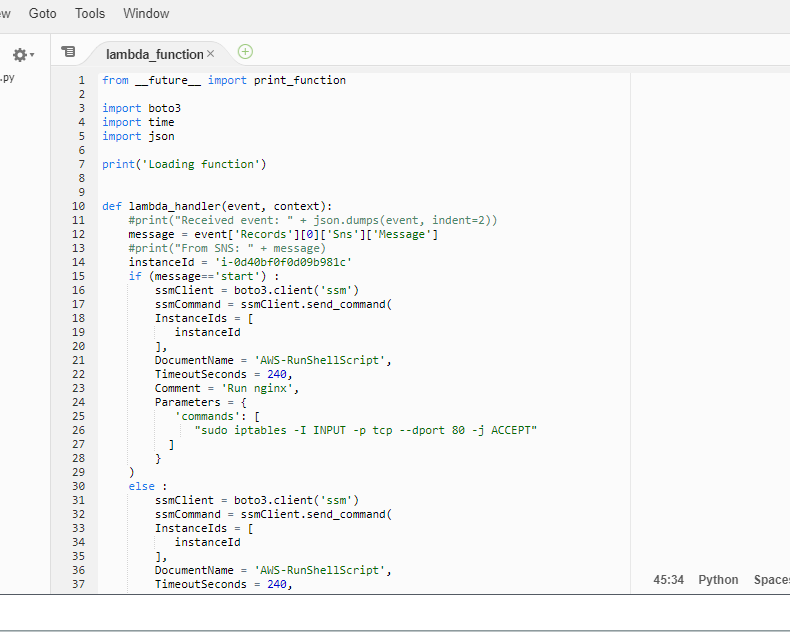 Goto Tools Window
lambda_function ×
.py
1 from __future__ import print_function
2
3 import boto3
4 import time
5 import json
6
7 print('Loading function')
8
9
10 def lambda_handler(event, context):
11 #print("Received event: " + json.dumps(event, indent=2))
12 message = event['Records'][0]['Sns']['Message']
13 #print("From SNS: " + message)
14 instanceId = 'i-0d40bf0f0d09b981c'
15 if (message=='start') :
16 ssmClient = boto3.client('ssm')
17 ssmCommand = ssmClient.send_command(
18 InstanceIds = [
19 instanceId
20 ],
21 DocumentName = 'AWS-RunShellScript',
22 TimeoutSeconds = 240,
23 Comment = 'Run nginx',
24 Parameters = {
25 'commands': [
26 "sudo iptables -I INPUT -p tcp --dport 80 -j ACCEPT"
27 ]
28 }
29 )
30 else :
31 ssmClient = boto3.client('ssm')
32 ssmCommand = ssmClient.send_command(
33 InstanceIds = [
34 instanceId
35 ],
36 DocumentName = 'AWS-RunShellScript',
37 TimeoutSeconds = 240,
45:34 Python Spaces